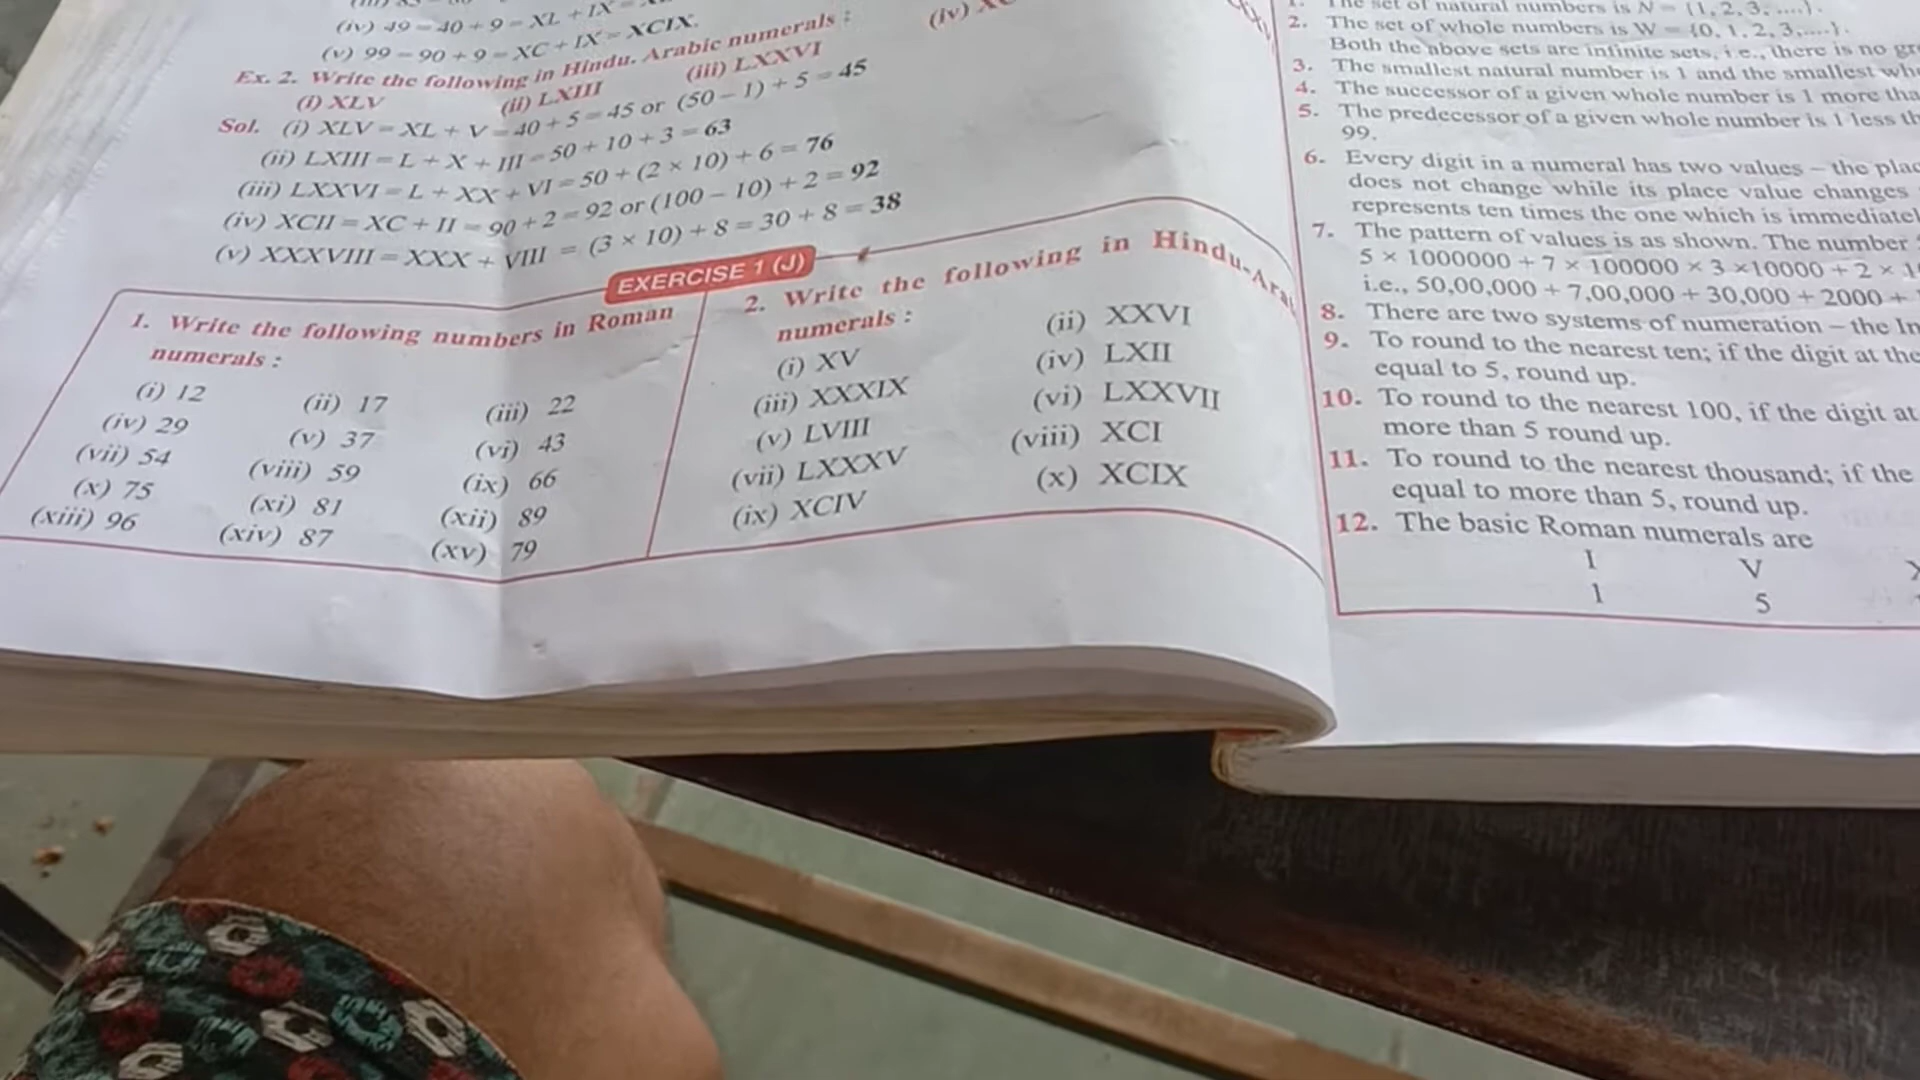 (iv) 49 = 40 + 9 = XL + IX =
(v) 99 = 90 + 9 = XC + IX = XCIX.
Ex. 2. Write the following in Hindu. Arabic numerals :
(i) XLV (ii) LXIII (iii) LXXVI (iv)
Sol. (i) XLV = XL + V = 40 + 5 = 45 or (50 – 1) + 5 = 45
(ii) LXIII = L + X + III = 50 + 10 + 3 = 63
(iii) LXXVI = L + XX + VI = 50 + (2 × 10) + 6 = 76
(iv) XCII = XC + II = 90 + 2 = 92 or (100 – 10) + 2 = 92
(v) XXXVIII = XXX + VIII = (3 × 10) + 8 = 30 + 8 = 38
EXERCISE 1 (J)
1. Write the following numbers in Roman
numerals :
(i) 12 (ii) 17 (iii) 22
(iv) 29 (v) 37 (vi) 43
(vii) 54 (viii) 59 (ix) 66
(x) 75 (xi) 81 (xii) 89
(xiii) 96 (xiv) 87 (xv) 79
2. Write the following in Hindu-Ara
numerals :
(i) XV (ii) XXVI
(iii) XXXIX (iv) LXII
(v) LVIII (vi) LXXVII
(vii) LXXXV (viii) XCI
(ix) XCIV (x) XCIX
1. The set of natural numbers is N = {1, 2, 3, ....}.
2. The set of whole numbers is W = {0, 1, 2, 3,....}.
Both the above sets are infinite sets, i.e., there is no gre
3. The smallest natural number is 1 and the smallest who
4. The successor of a given whole number is 1 more tha
5. The predecessor of a given whole number is 1 less th
99.
6. Every digit in a numeral has two values – the plac
does not change while its place value changes
represents ten times the one which is immediatel
7. The pattern of values is as shown. The number
5 × 1000000 + 7 × 100000 × 3 ×10000 + 2 × 1
i.e., 50,00,000 + 7,00,000 + 30,000 + 2000 +
8. There are two systems of numeration – the In
9. To round to the nearest ten; if the digit at the
equal to 5, round up.
10. To round to the nearest 100, if the digit at
more than 5 round up.
11. To round to the nearest thousand; if the
equal to more than 5, round up.
12. The basic Roman numerals are
I V
1 5